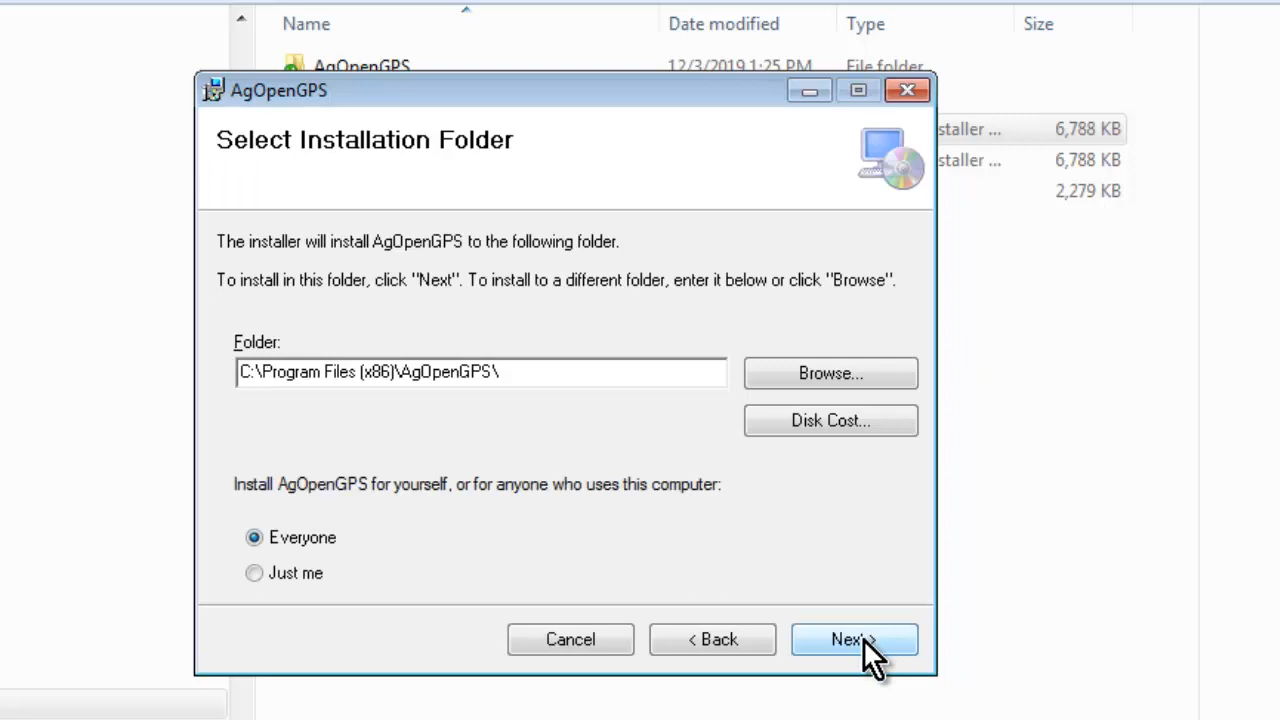 Name Date modified Type Size
AgOpenGPS 12/3/2019 1:25 PM File folder
AgOpenGPS
staller ... 6,788 KB
staller ... 6,788 KB
2,279 KB
Select Installation Folder
The installer will install AgOpenGPS to the following folder.
To install in this folder, click "Next". To install to a different folder, enter it below or click "Browse".
Folder:
C:\Program Files (x86)\AgOpenGPS\
Browse...
Disk Cost...
Install AgOpenGPS for yourself, or for anyone who uses this computer:
Everyone
Just me
Cancel < Back Next >